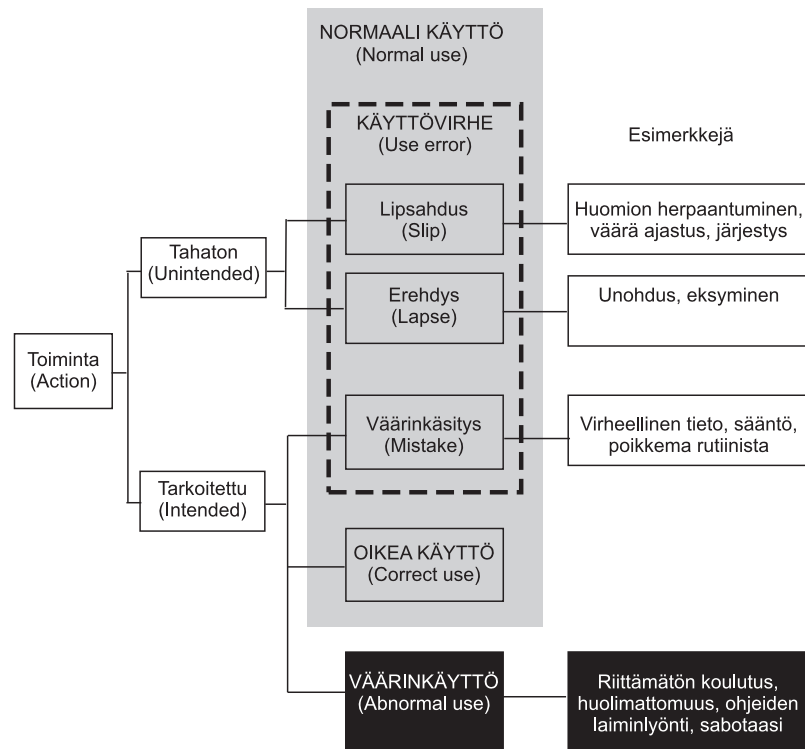 NORMAALI KÄYTTÖ
(Normal use)
KÄYTTÖVIRHE
(Use error)
Esimerkkejä
Lipsahdus
(Slip)
Huomion herpaantuminen,
väärä ajastus, järjestys
Tahaton
(Unintended)
Erehdys
(Lapse)
Unohdus, eksyminen
Toiminta
(Action)
Väärinkäsitys
(Mistake)
Virheellinen tieto, sääntö,
poikkema rutiinista
Tarkoitettu
(Intended)
OIKEA KÄYTTÖ
(Correct use)
VÄÄRINKÄYTTÖ
(Abnormal use)
Riittämätön koulutus,
huolimattomuus, ohjeiden
laiminlyönti, sabotaasi